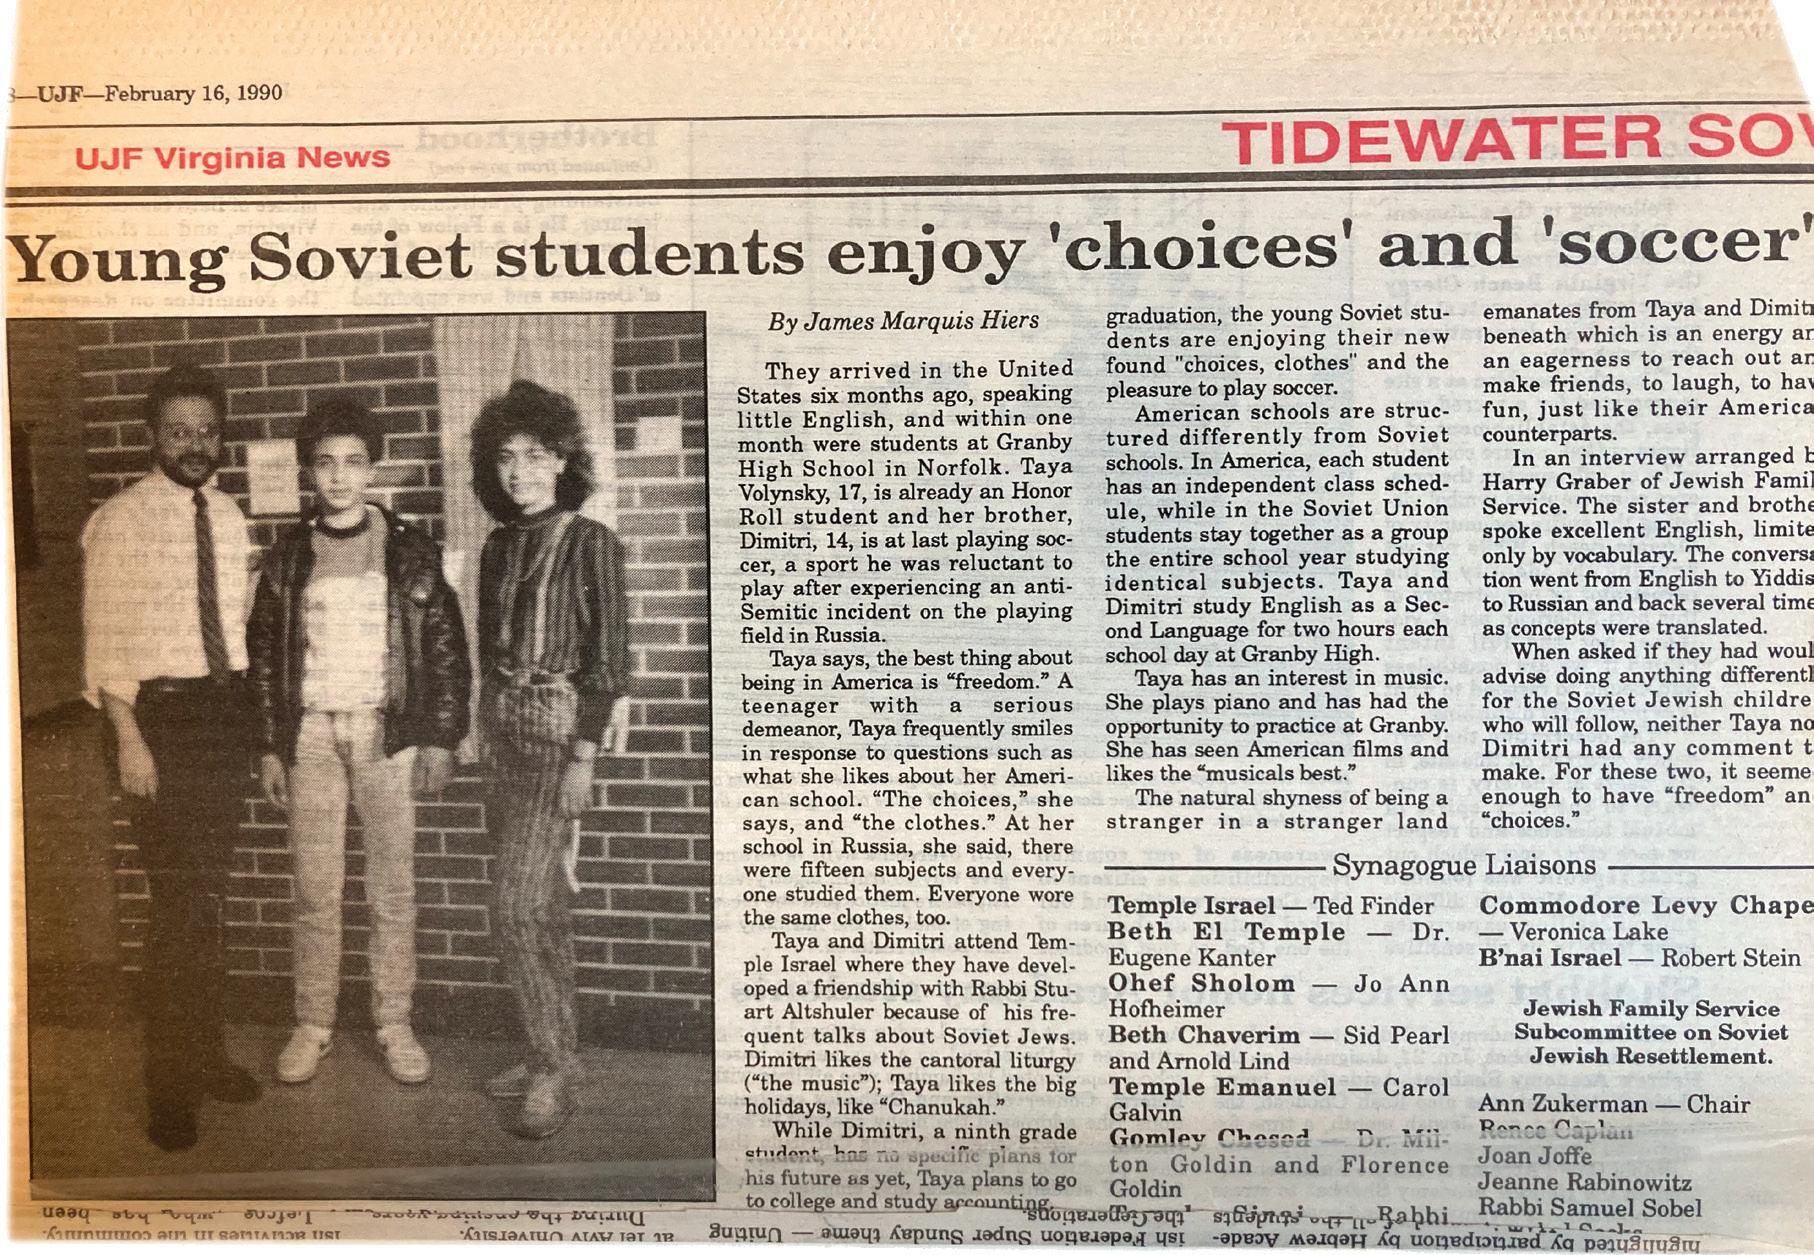 —UJF—February 16, 1990
UJF Virginia News
TIDEWATER
Young Soviet students enjoy 'choices' and 'soccer'
By James Marquis Hiers
They arrived in the United
States six months ago, speaking
little English, and within one
month were students at Granby
High School in Norfolk. Taya
Volynsky, 17, is already an Honor
Roll student and her brother,
Dimitri, 14, is at last playing soc-
cer, a sport he was reluctant to
play after experiencing an anti-
Semitic incident on the playing
field in Russia.
Taya says, the best thing about
being in America is “freedom.” A
teenager with a serious
demeanor, Taya frequently smiles
in response to questions such as
what she likes about her Ameri-
can school. “The choices,” she
says, and “the clothes.” At her
school in Russia, she said, there
were fifteen subjects and every-
one studied them. Everyone wore
the same clothes, too.
Taya and Dimitri attend Tem-
ple Israel where they have devel-
oped a friendship with Rabbi Stu-
art Altshuler because of his fre-
quent talks about Soviet Jews.
Dimitri likes the cantoral liturgy
(“the music”); Taya likes the big
holidays, like “Chanukah.”
While Dimitri, a ninth grade
student, has no specific plans for
his future as yet, Taya plans to go
to college and study accounting.
graduation, the young Soviet stu-
dents are enjoying their new
found "choices, clothes" and the
pleasure to play soccer.
American schools are struc-
tured differently from Soviet
schools. In America, each student
has an independent class sched-
ule, while in the Soviet Union
students stay together as a group
the entire school year studying
identical subjects. Taya and
Dimitri study English as a Sec-
ond Language for two hours each
school day at Granby High.
Taya has an interest in music.
She plays piano and has had the
opportunity to practice at Granby.
She has seen American films and
likes the “musicals best.”
The natural shyness of being a
stranger in a stranger land
emanates from Taya and Dimit
beneath which is an energy
an eagerness to reach out
make friends, to laugh, to
fun, just like their America
counterparts.
In an interview arranged
Harry Graber of Jewish Famil
Service. The sister and brothe
spoke excellent English, limite
only by vocabulary. The conversa
tion went from English to Yiddis
to Russian and back several time
as concepts were translated.
When asked if they had woul
advise doing anything differentl
for the Soviet Jewish childre
who will follow, neither Taya no
Dimitri had any comment t
make. For these two, it seeme
enough to have “freedom” an
“choices.”
Synagogue Liaisons
Temple Israel — Ted Finder
Beth El Temple — Dr.
Eugene Kanter
Ohef Sholom — Jo Ann
Hofheimer
Beth Chaverim — Sid Pearl
and Arnold Lind
Temple Emanuel — Carol
Galvin
Gomley Chesed — Dr. Mil-
ton Goldin and Florence
Goldin
Rabbi
Commodore Levy Chape
— Veronica Lake
B’nai Israel — Robert Stein
Jewish Family Service
Subcommittee on Soviet
Jewish Resettlement.
Ann Zukerman — Chair
Renee Caplan
Joan Joffe
Jeanne Rabinowitz
Rabbi Samuel Sobel
highlighted by participation by Hebrew Acade-
ish Federation Super Sunday theme — Uniting
the Generations.
at Tel Aviv University.
ish activities in the community.